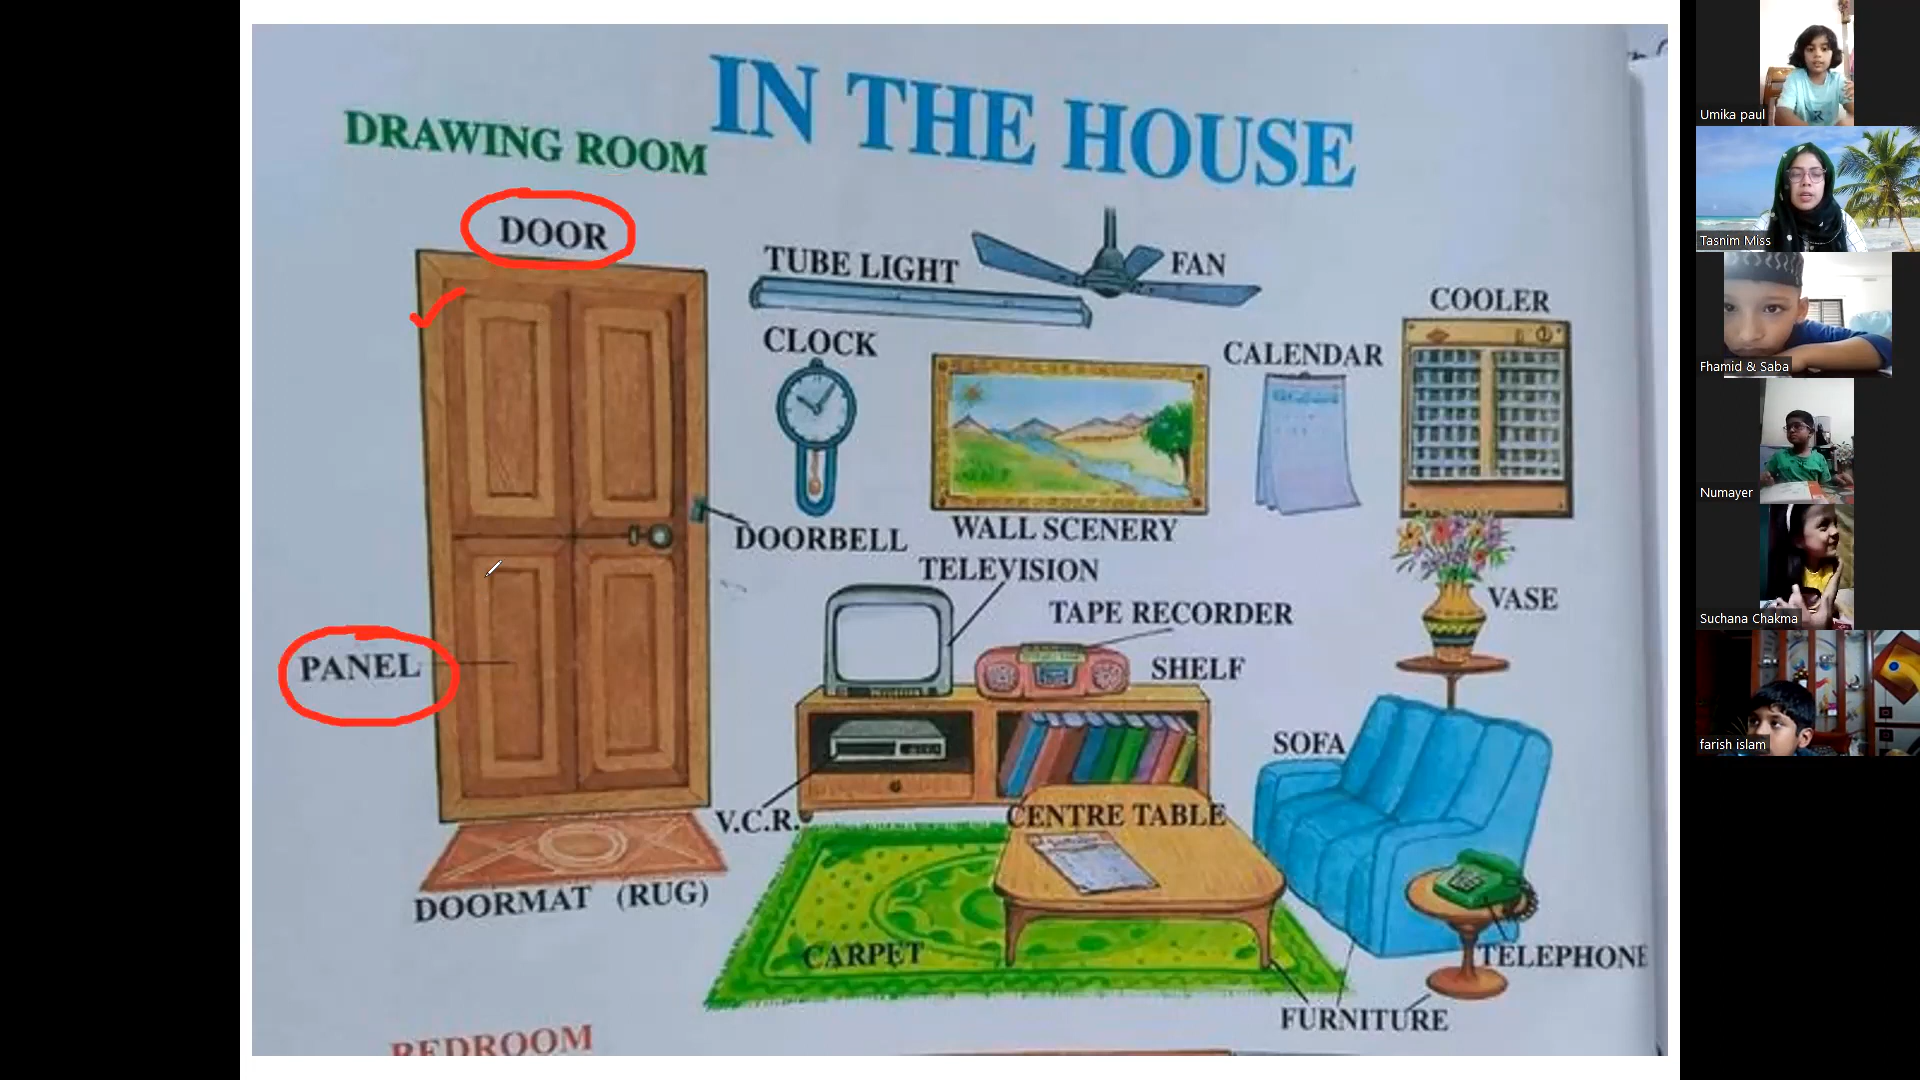 IN THE HOUSE
DRAWING ROOM
DOOR
TUBE LIGHT
FAN
COOLER
CLOCK
CALENDAR
DOORBELL
WALL SCENERY
TELEVISION
TAPE RECORDER
VASE
PANEL
SHELF
SOFA
V.C.R.
CENTRE TABLE
DOORMAT (RUG)
CARPET
TELEPHONE
FURNITURE
BEDROOM
Umika paul
Tasnim Miss
Fhamid & Saba
Numayer
Suchana Chakma
farish islam